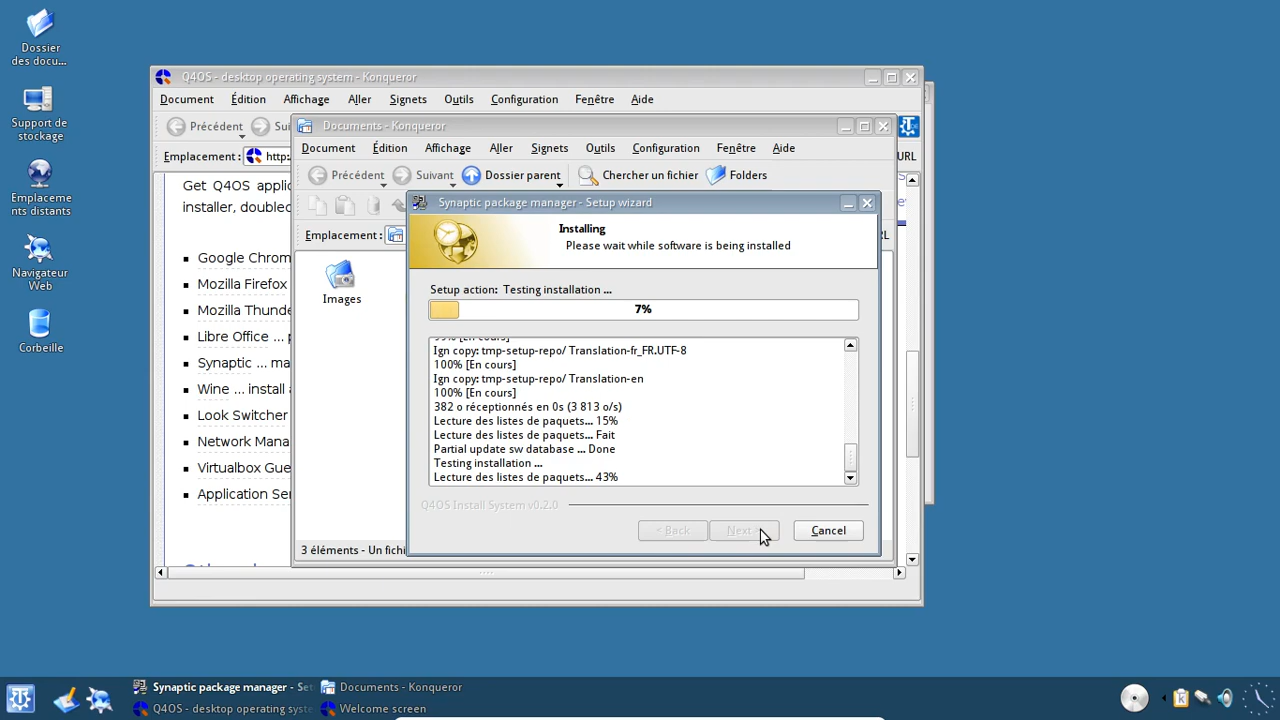 Dossier
des docu...
Support de
stockage
Emplaceme
nts distants
Navigateur
Web
Corbeille
Q4OS - desktop operating system - Konqueror
Document Édition Affichage Aller Signets Outils Configuration Fenêtre Aide
Précédent
Emplacement : http:
URL
Get Q4OS applic
installer, doublec
Google Chrom
Mozilla Firefox
Mozilla Thunde
Libre Office ... p
Synaptic ... ma
Wine ... install a
Look Switcher
Network Mana
Virtualbox Gue
Application Ser
Documents - Konqueror
Document Édition Affichage Aller Signets Outils Configuration Fenêtre Aide
Précédent Suivant Dossier parent Chercher un fichier Folders
Emplacement :
Images
3 éléments - Un fichi
Synaptic package manager - Setup wizard
Installing
Please wait while software is being installed
Setup action: Testing installation ...
7%
99% [En cours]
Ign copy: tmp-setup-repo/ Translation-fr_FR.UTF-8
100% [En cours]
Ign copy: tmp-setup-repo/ Translation-en
100% [En cours]
382 o réceptionnés en 0s (3 813 o/s)
Lecture des listes de paquets... 15%
Lecture des listes de paquets... Fait
Partial update sw database ... Done
Testing installation ...
Lecture des listes de paquets... 43%
Q4OS Install System v0.2.0
< Back Next Cancel
Synaptic package manager - Se Documents - Konqueror
Q4OS - desktop operating syste Welcome screen